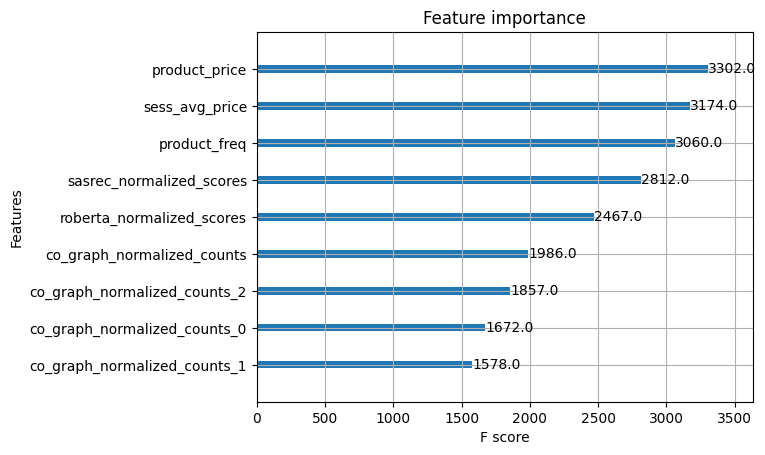 Feature importance
Features
product_price 3302.0
sess_avg_price 3174.0
product_freq 3060.0
sasrec_normalized_scores 2812.0
roberta_normalized_scores 2467.0
co_graph_normalized_counts 1986.0
co_graph_normalized_counts_2 1857.0
co_graph_normalized_counts_0 1672.0
co_graph_normalized_counts_1 1578.0
0 500 1000 1500 2000 2500 3000 3500
F score